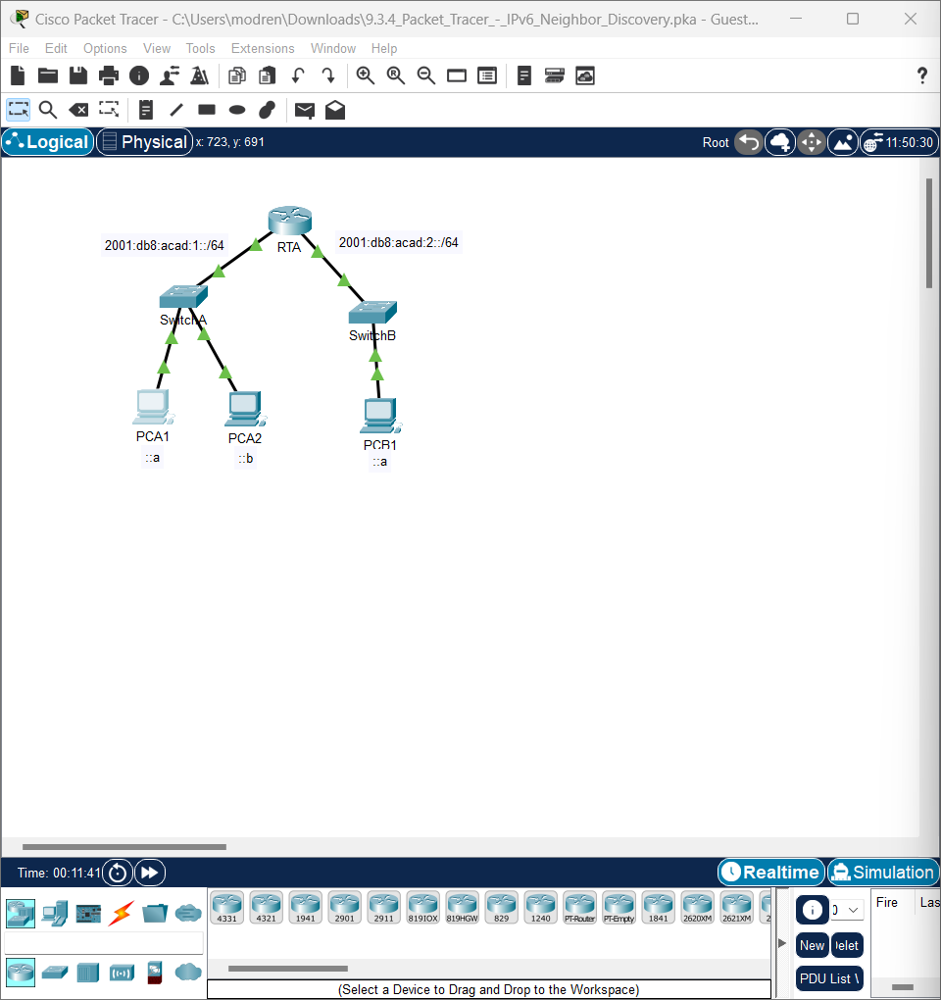 Cisco Packet Tracer - C:\Users\modren\Downloads\9.3.4_Packet_Tracer_-_IPv6_Neighbor_Discovery.pka - Guest...
File Edit Options View Tools Extensions Window Help
?
Logical Physical x: 723, y: 691 Root 11:50:30
2001:db8:acad:1::/64 RTA 2001:db8:acad:2::/64
SwitchA
SwitchB
PCA1 PCA2 PCB1
::a ::b ::a
Time: 00:11:41 Realtime Simulation
4331 4321 1941 2901 2911 819IOX 819HGW 829 1240 PT-Router PT-Empty 1841 2620XM 2621XM 2
0 Fire Las
New Delet
PDU List \
(Select a Device to Drag and Drop to the Workspace)